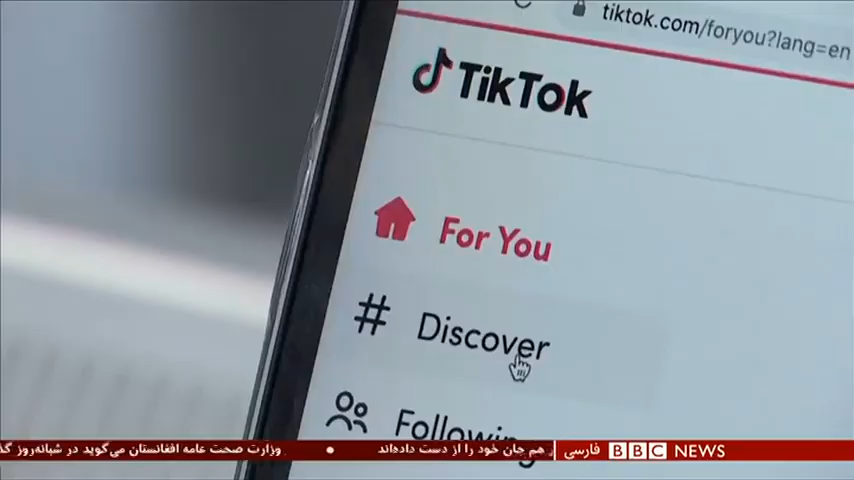 tiktok.com/foryou?lang=en
TikTok
For You
# Discover
Following
وزارت صحت عامه افغانستان می‌گوید در شبانه‌روز
هم جان خود را از دست داده‌اند
فارسی BBC NEWS